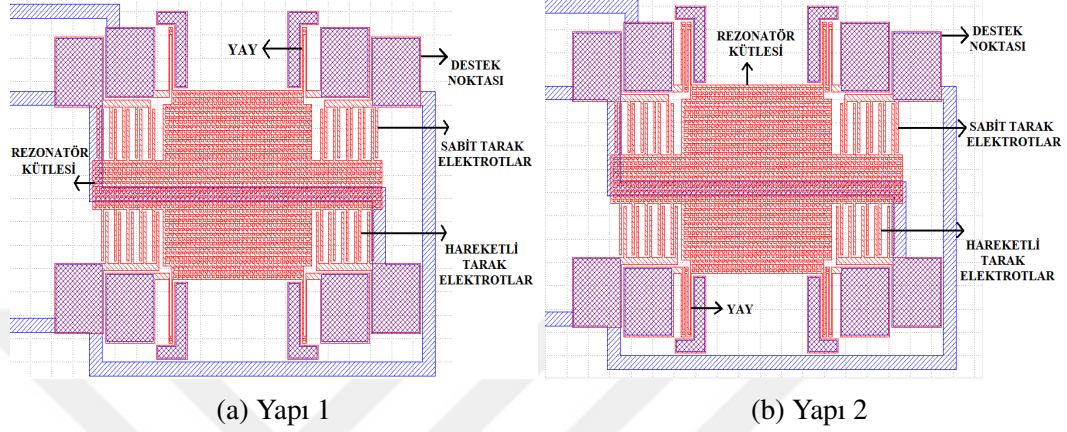 YAY
DESTEK
NOKTASI
SABİT TARAK
ELEKTROTLAR
REZONATÖR
KÜTLESİ
HAREKETLİ
TARAK
ELEKTROTLAR
(a) Yapı 1
REZONATÖR
KÜTLESİ
DESTEK
NOKTASI
SABİT TARAK
ELEKTROTLAR
HAREKETLİ
TARAK
ELEKTROTLAR
YAY
(b) Yapı 2